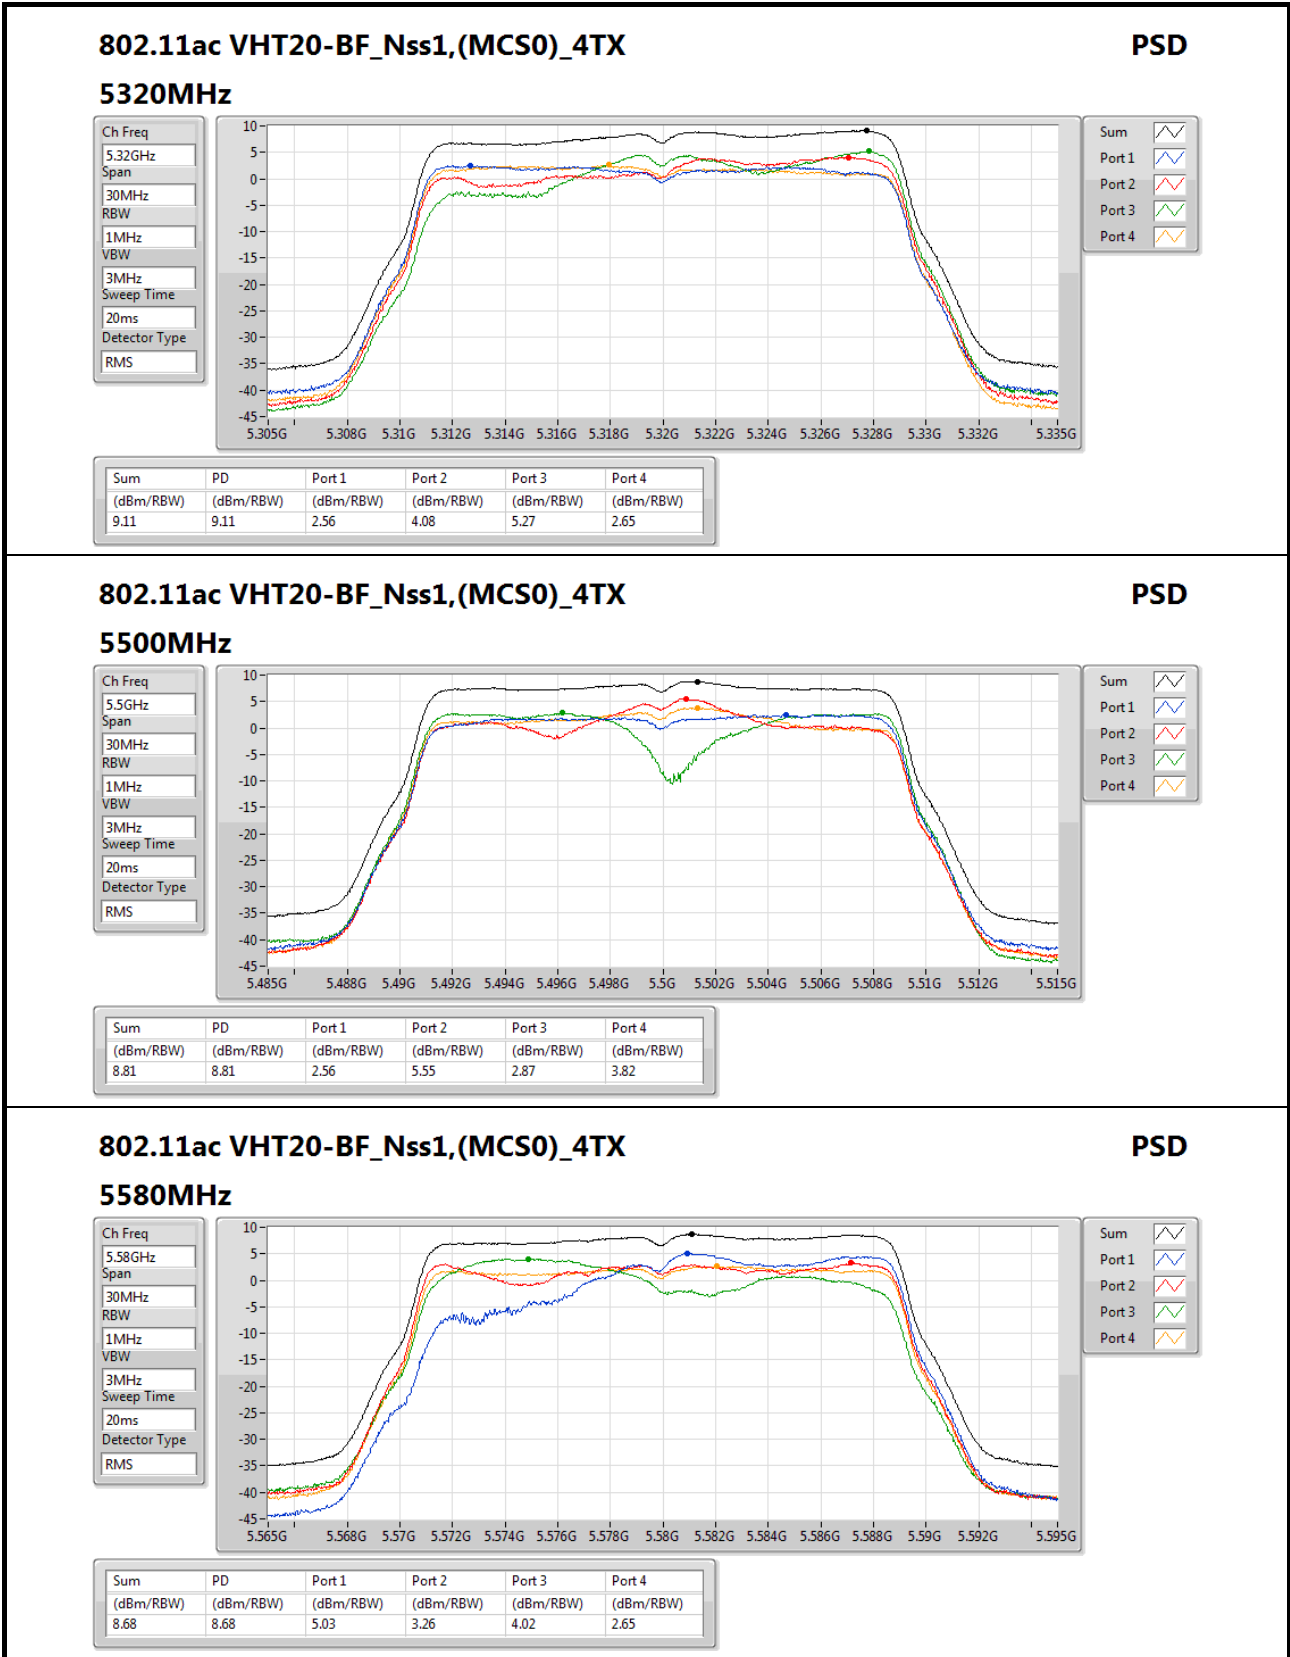 802.11ac VHT20-BF_Nss1,(MCS0)_4TX PSD
5320MHz
Ch Freq
5.32GHz
Span
30MHz
RBW
1MHz
VBW
3MHz
Sweep Time
20ms
Detector Type
RMS
10
5
0
-5
-10
-15
-20
-25
-30
-35
-40
-45
5.305G 5.308G 5.31G 5.312G 5.314G 5.316G 5.318G 5.32G 5.322G 5.324G 5.326G 5.328G 5.33G 5.332G 5.335G
Sum
Port 1
Port 2
Port 3
Port 4
Sum PD Port 1 Port 2 Port 3 Port 4
(dBm/RBW) (dBm/RBW) (dBm/RBW) (dBm/RBW) (dBm/RBW) (dBm/RBW)
9.11 9.11 2.56 4.08 5.27 2.65
802.11ac VHT20-BF_Nss1,(MCS0)_4TX PSD
5500MHz
Ch Freq
5.5GHz
Span
30MHz
RBW
1MHz
VBW
3MHz
Sweep Time
20ms
Detector Type
RMS
10
5
0
-5
-10
-15
-20
-25
-30
-35
-40
-45
5.485G 5.488G 5.49G 5.492G 5.494G 5.496G 5.498G 5.5G 5.502G 5.504G 5.506G 5.508G 5.51G 5.512G 5.515G
Sum
Port 1
Port 2
Port 3
Port 4
Sum PD Port 1 Port 2 Port 3 Port 4
(dBm/RBW) (dBm/RBW) (dBm/RBW) (dBm/RBW) (dBm/RBW) (dBm/RBW)
8.81 8.81 2.56 5.55 2.87 3.82
802.11ac VHT20-BF_Nss1,(MCS0)_4TX PSD
5580MHz
Ch Freq
5.58GHz
Span
30MHz
RBW
1MHz
VBW
3MHz
Sweep Time
20ms
Detector Type
RMS
10
5
0
-5
-10
-15
-20
-25
-30
-35
-40
-45
5.565G 5.568G 5.57G 5.572G 5.574G 5.576G 5.578G 5.58G 5.582G 5.584G 5.586G 5.588G 5.59G 5.592G 5.595G
Sum
Port 1
Port 2
Port 3
Port 4
Sum PD Port 1 Port 2 Port 3 Port 4
(dBm/RBW) (dBm/RBW) (dBm/RBW) (dBm/RBW) (dBm/RBW) (dBm/RBW)
8.68 8.68 5.03 3.26 4.02 2.65